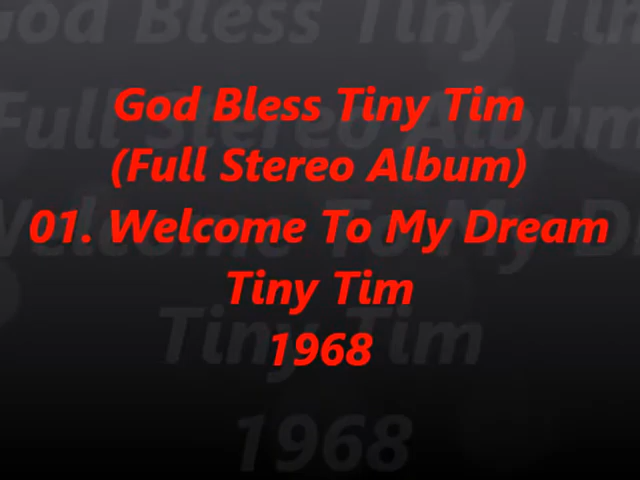 God Bless Tiny Tim
(Full Stereo Album)
01. Welcome To My Dream
Tiny Tim
1968